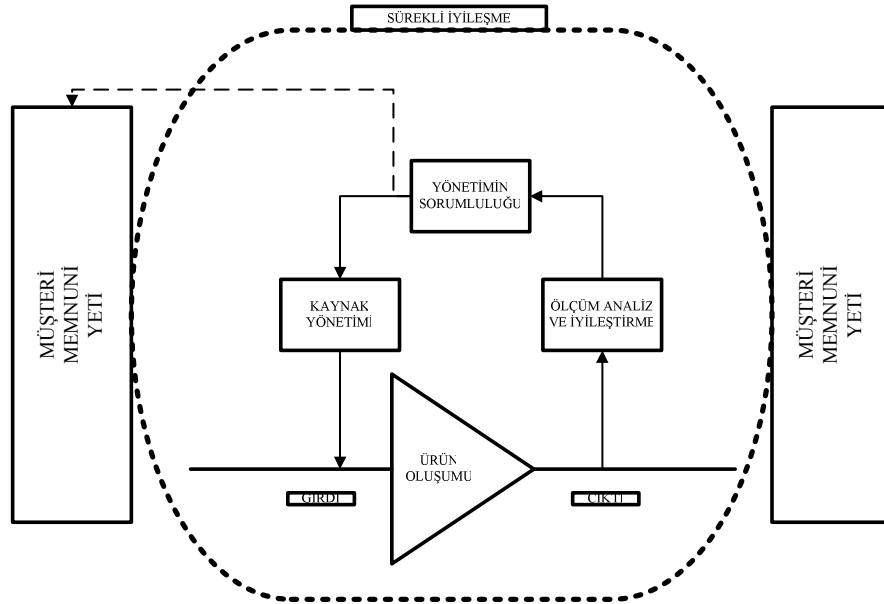 SÜREKLİ İYİLEŞME
MÜŞTERİ
MEMNUNİ
YETİ
YÖNETİMİN
SORUMLULUĞU
KAYNAK
YÖNETİMİ
ÖLÇÜM ANALİZ
VE İYİLEŞTİRME
ÜRÜN
OLUŞUMU
GİRDİ
ÇIKTI
MÜŞTERİ
MEMNUNİ
YETİ